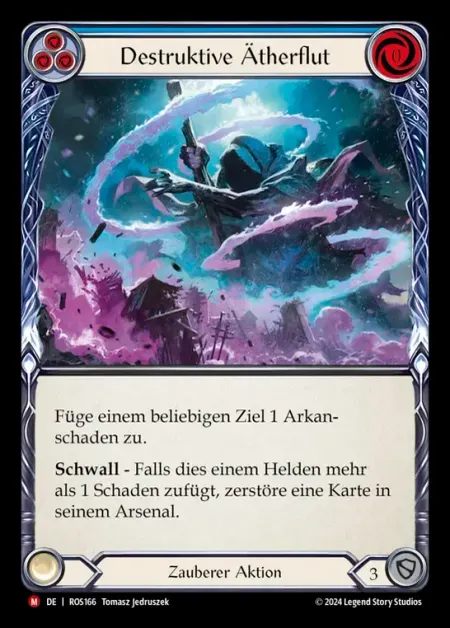 Destruktive Ätherflut
Füge einem beliebigen Ziel 1 Arkan-
schaden zu.
Schwall - Falls dies einem Helden mehr
als 1 Schaden zufügt, zerstöre eine Karte in
seinem Arsenal.
Zauberer Aktion
3
M DE | ROS166 Tomasz Jedruszek
© 2024 Legend Story Studios